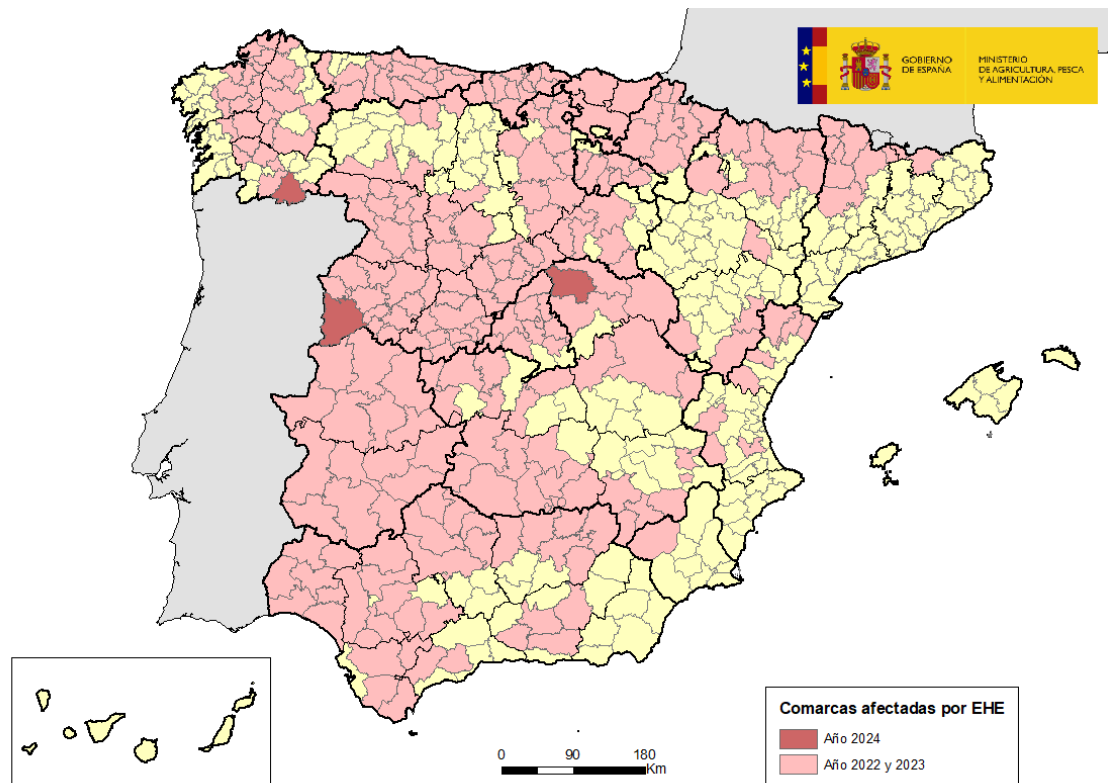 GOBIERNO
DE ESPAÑA
MINISTERIO
DE AGRICULTURA, PESCA
Y ALIMENTACIÓN
Comarcas afectadas por EHE
Año 2024
Año 2022 y 2023
0 90 180
Km